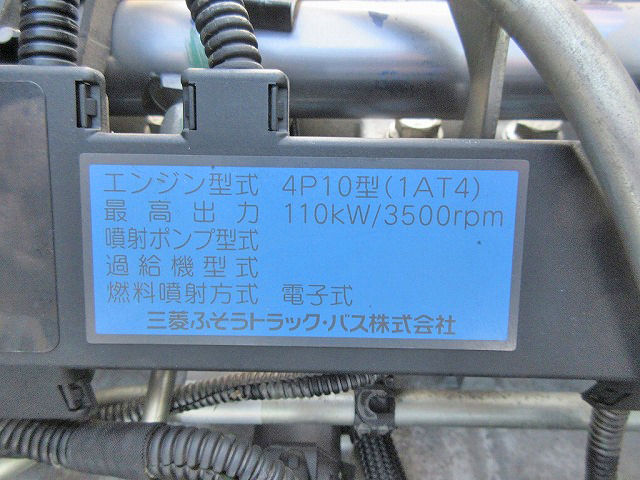 エンジン型式 4P10型(1AT4)
最高出力 110kW/3500rpm
噴射ポンプ型式
過給機型式
燃料噴射方式 電子式
三菱ふそうトラック・バス株式会社